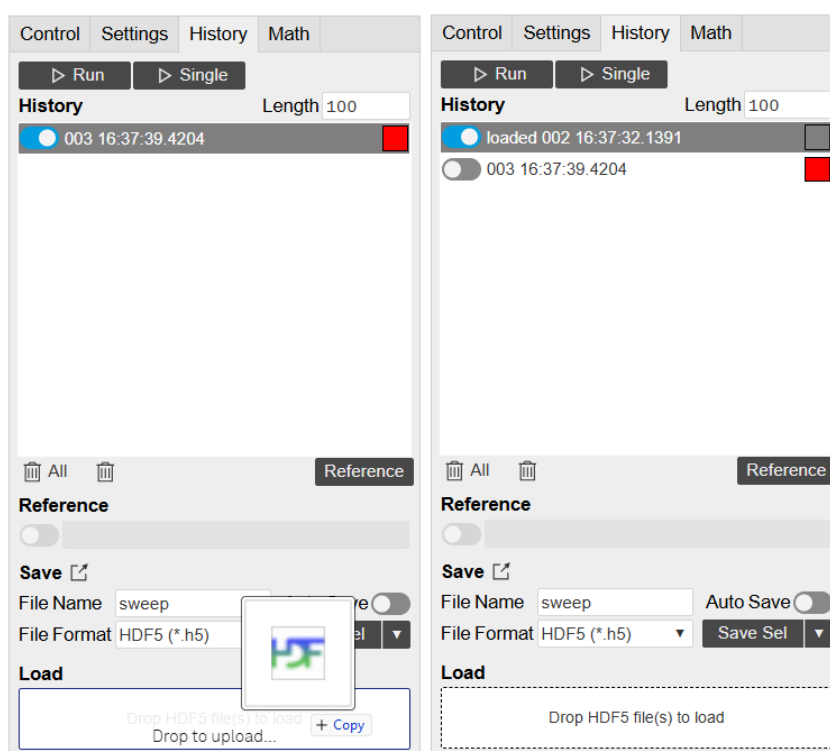 Control Settings History Math
Run Single
History Length 100
003 16:37:39.4204
All Reference
Reference
Save
File Name sweep
File Format HDF5 (*.h5)
HDF
Load
Drop HDF5 file(s) to load
+ Copy
Drop to upload...
Control Settings History Math
Run Single
History Length 100
loaded 002 16:37:32.1391
003 16:37:39.4204
All Reference
Reference
Save
File Name sweep Auto Save
File Format HDF5 (*.h5) Save Sel
Load
Drop HDF5 file(s) to load